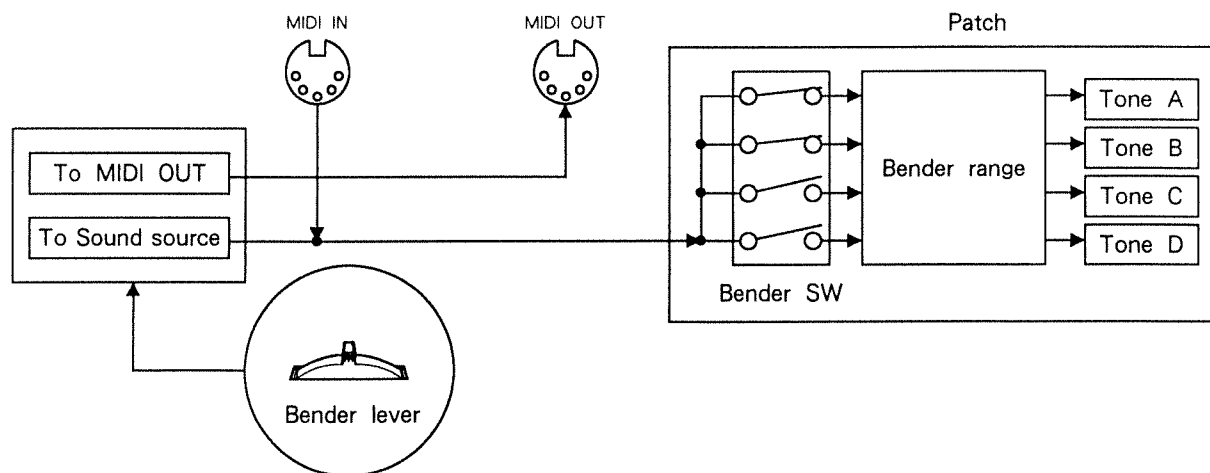 MIDI IN
MIDI OUT
Patch
To MIDI OUT
To Sound source
Bender lever
Bender SW
Bender range
Tone A
Tone B
Tone C
Tone D